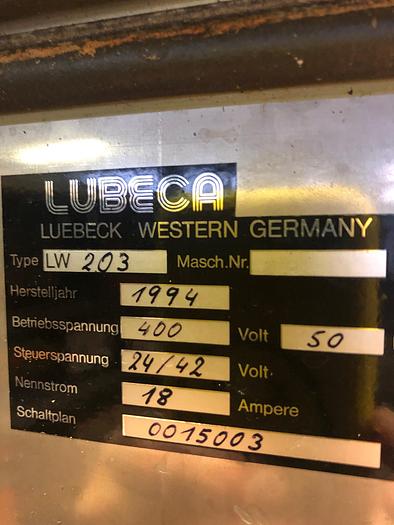 LUBECA
LUEBECK WESTERN GERMANY
Type LW 203 Masch.Nr.
Herstelljahr 1994
Betriebsspannung 400 Volt 50
Steuerspannung 24/42 Volt
Nennstrom 18 Ampere
Schaltplan 0015003